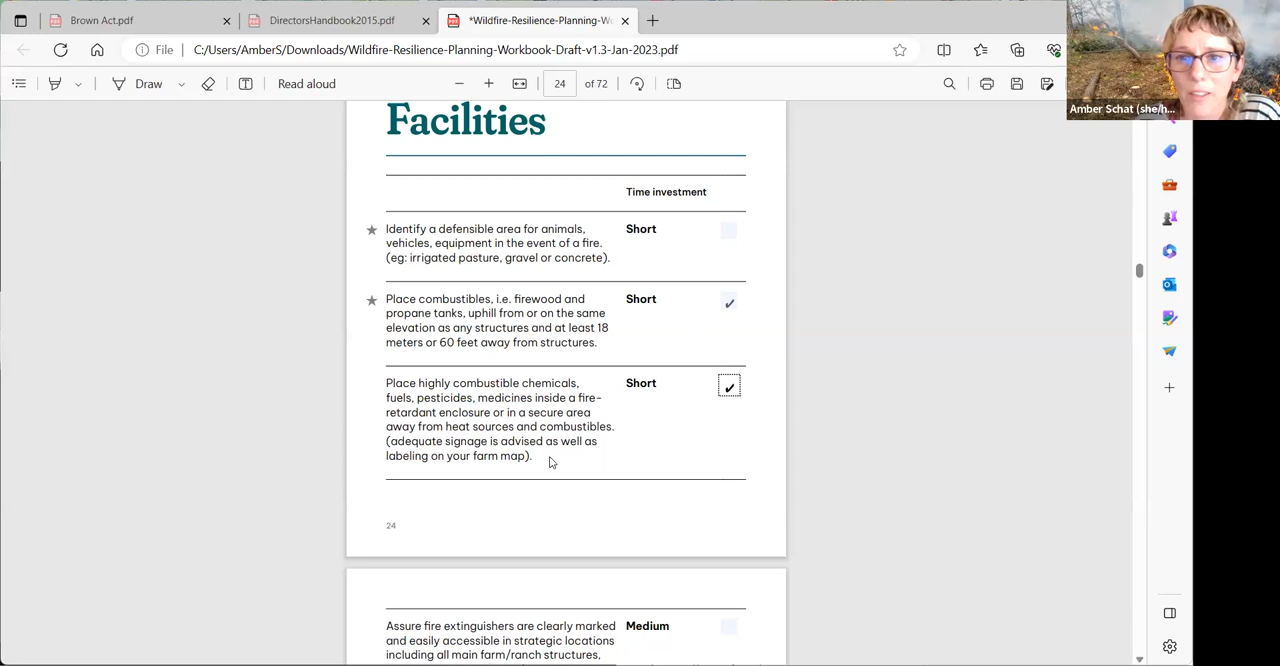 Brown Act.pdf
DirectorsHandbook2015.pdf
*Wildfire-Resilience-Planning-Wo
File
C:/Users/AmberS/Downloads/Wildfire-Resilience-Planning-Workbook-Draft-v1.3-Jan-2023.pdf
Draw
Read aloud
24
of 72
Amber Schat (she/h...
Facilities
Time investment
Identify a defensible area for animals,
vehicles, equipment in the event of a fire.
(eg: irrigated pasture, gravel or concrete).
Short
Place combustibles, i.e. firewood and
propane tanks, uphill from or on the same
elevation as any structures and at least 18
meters or 60 feet away from structures.
Short
Place highly combustible chemicals,
fuels, pesticides, medicines inside a fire-
retardant enclosure or in a secure area
away from heat sources and combustibles.
(adequate signage is advised as well as
labeling on your farm map).
Short
24
Assure fire extinguishers are clearly marked
and easily accessible in strategic locations
including all main farm/ranch structures,
Medium